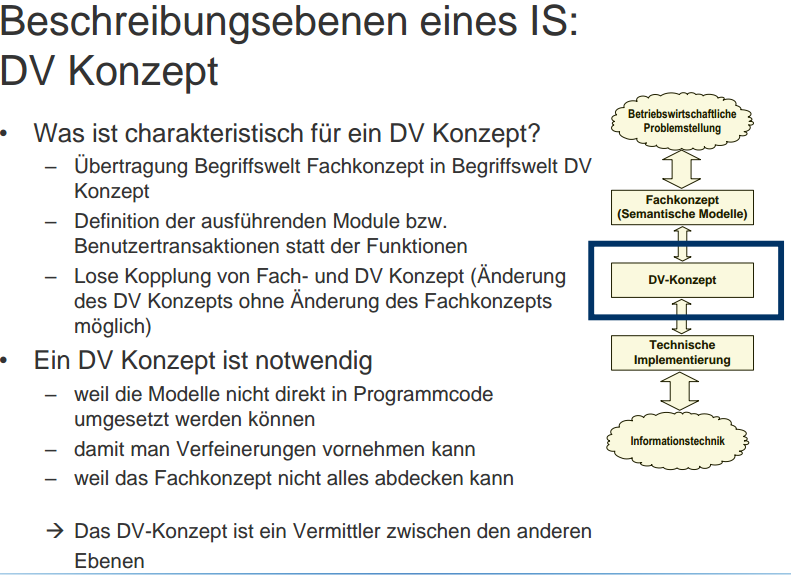 Beschreibungsebenen eines IS:
DV Konzept
• Was ist charakteristisch für ein DV Konzept?
– Übertragung Begriffswelt Fachkonzept in Begriffswelt DV
Konzept
– Definition der ausführenden Module bzw.
Benutzertransaktionen statt der Funktionen
– Lose Kopplung von Fach- und DV Konzept (Änderung
des DV Konzepts ohne Änderung des Fachkonzepts
möglich)
• Ein DV Konzept ist notwendig
– weil die Modelle nicht direkt in Programmcode
umgesetzt werden können
– damit man Verfeinerungen vornehmen kann
– weil das Fachkonzept nicht alles abdecken kann
→ Das DV-Konzept ist ein Vermittler zwischen den anderen
Ebenen
Betriebswirtschaftliche
Problemstellung
Fachkonzept
(Semantische Modelle)
DV-Konzept
Technische
Implementierung
Informationstechnik